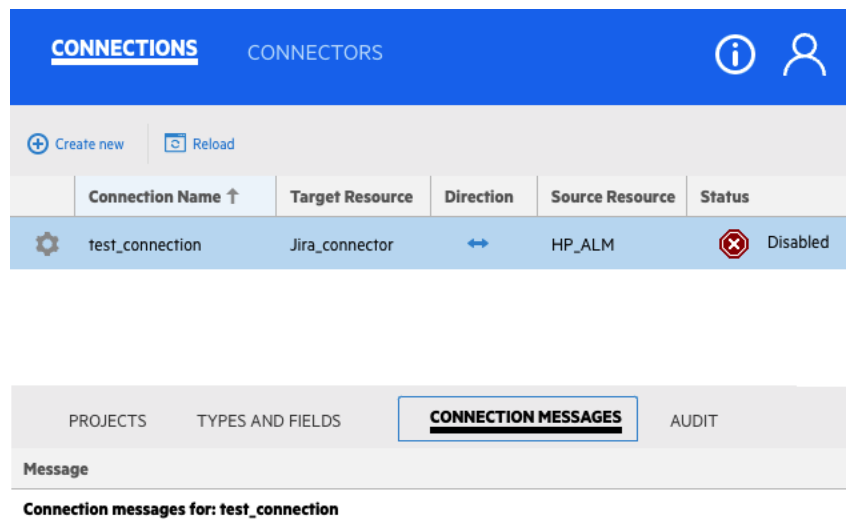 CONNECTIONS CONNECTORS
Create new Reload
Connection Name ↑ Target Resource Direction Source Resource Status
test_connection Jira_connector HP_ALM Disabled
PROJECTS TYPES AND FIELDS CONNECTION MESSAGES AUDIT
Message
Connection messages for: test_connection